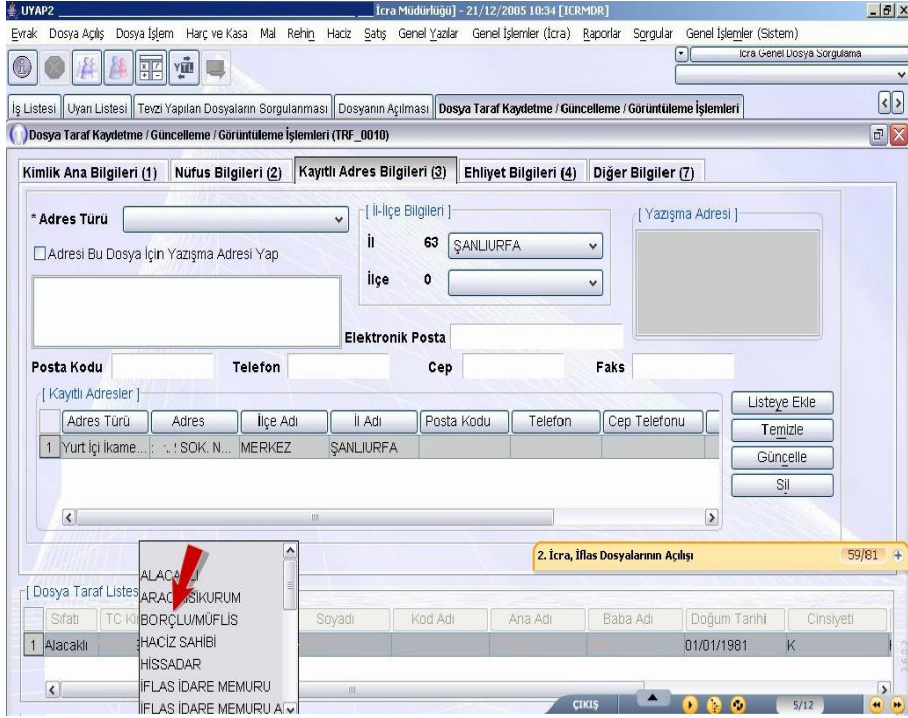 UYAP2 İcra Müdürlüğü] - 21/12/2005 10:34 [ICRMDR]
Evrak Dosya Açılış Dosya İşlem Harç ve Kasa Mal Rehin Haciz Satış Genel Yazılar Genel İşlemler (İcra) Raporlar Sorgular Genel İşlemler (Sistem)
İcra Genel Dosya Sorgulama
YTL
İş Listesi Uyarı Listesi Tevzi Yapılan Dosyaların Sorgulanması Dosyanın Açılması Dosya Taraf Kaydetme / Güncelleme / Görüntüleme İşlemleri
Dosya Taraf Kaydetme / Güncelleme / Görüntüleme İşlemleri (TRF_0010)
Kimlik Ana Bilgileri (1) Nüfus Bilgileri (2) Kayıtlı Adres Bilgileri (3) Ehliyet Bilgileri (4) Diğer Bilgiler (7)
* Adres Türü
[ İl-İlçe Bilgileri ]
[ Yazışma Adresi ]
İl 63 ŞANLIURFA
Adresi Bu Dosya İçin Yazışma Adresi Yap
İlçe 0
Elektronik Posta
Posta Kodu Telefon Cep Faks
[ Kayıtlı Adresler ]
Adres Türü Adres İlçe Adı İl Adı Posta Kodu Telefon Cep Telefonu
1 Yurt İçi İkame... SOK. N... MERKEZ ŞANLIURFA
Listeye Ekle
Temizle
Güncelle
Sil
2. İcra, İflas Dosyalarının Açılışı 59/81 +
[ Dosya Taraf Listes
Sıfatı Soyadı Kod Adı Ana Adı Baba Adı Doğum Tarihi Cinsiyeti
1 Alacaklı 01/01/1981 K
BORÇLU/MÜFLİS
HACİZ SAHİBİ
HİSSADAR
İFLAS İDARE MEMURU
İFLAS İDARE MEMURU A
ÇIKIŞ 5/12